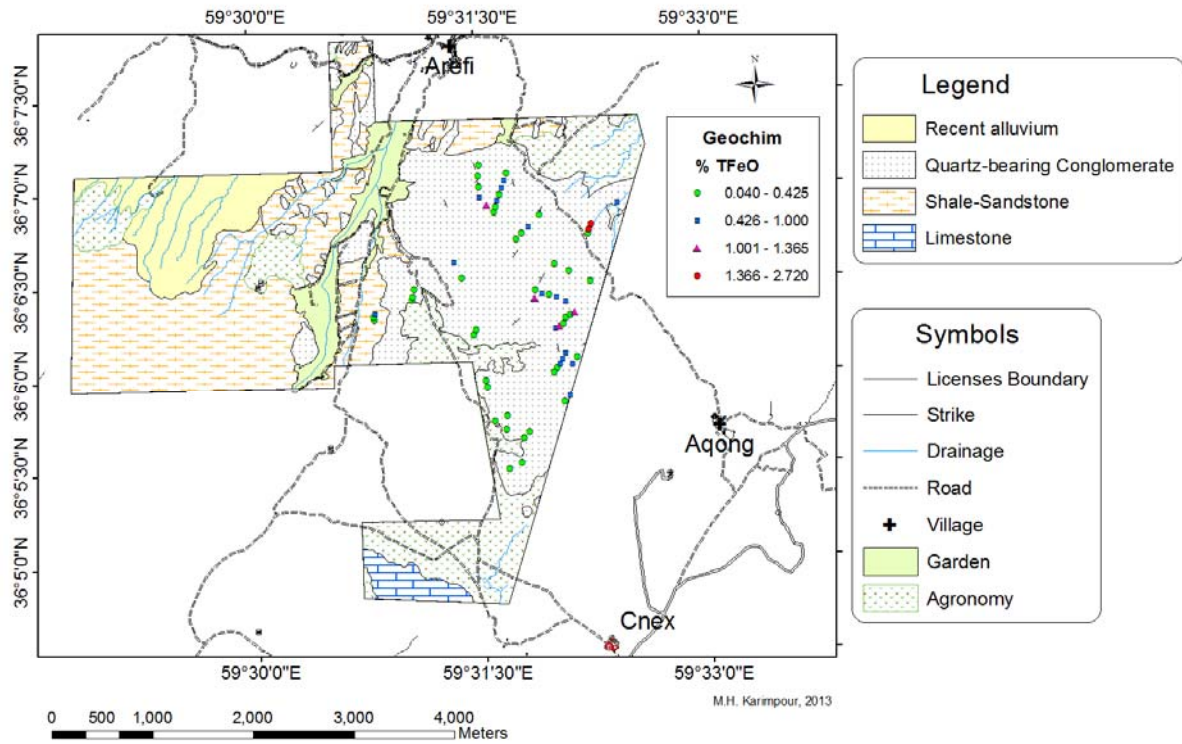 59°30'0"E 59°31'30"E 59°33'0"E
36°7'30"N
36°7'0"N
36°6'30"N
36°6'0"N
36°5'30"N
36°5'0"N
Arefi
N
Geochim
% TFeO
0.040 - 0.425
0.426 - 1.000
1.001 - 1.365
1.366 - 2.720
Aqong
Cnex
59°30'0"E 59°31'30"E 59°33'0"E
M.H. Karimpour, 2013
0 500 1,000 2,000 3,000 4,000
Meters
Legend
Recent alluvium
Quartz-bearing Conglomerate
Shale-Sandstone
Limestone
Symbols
Licenses Boundary
Strike
Drainage
Road
Village
Garden
Agronomy